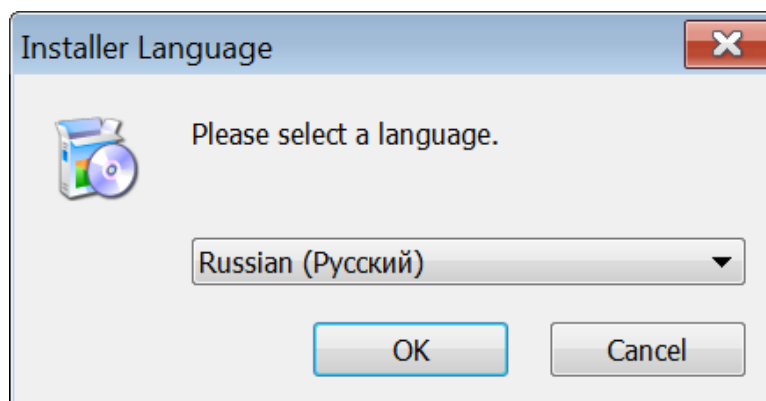 Installer Language
Please select a language.
Russian (Русский)
OK
Cancel